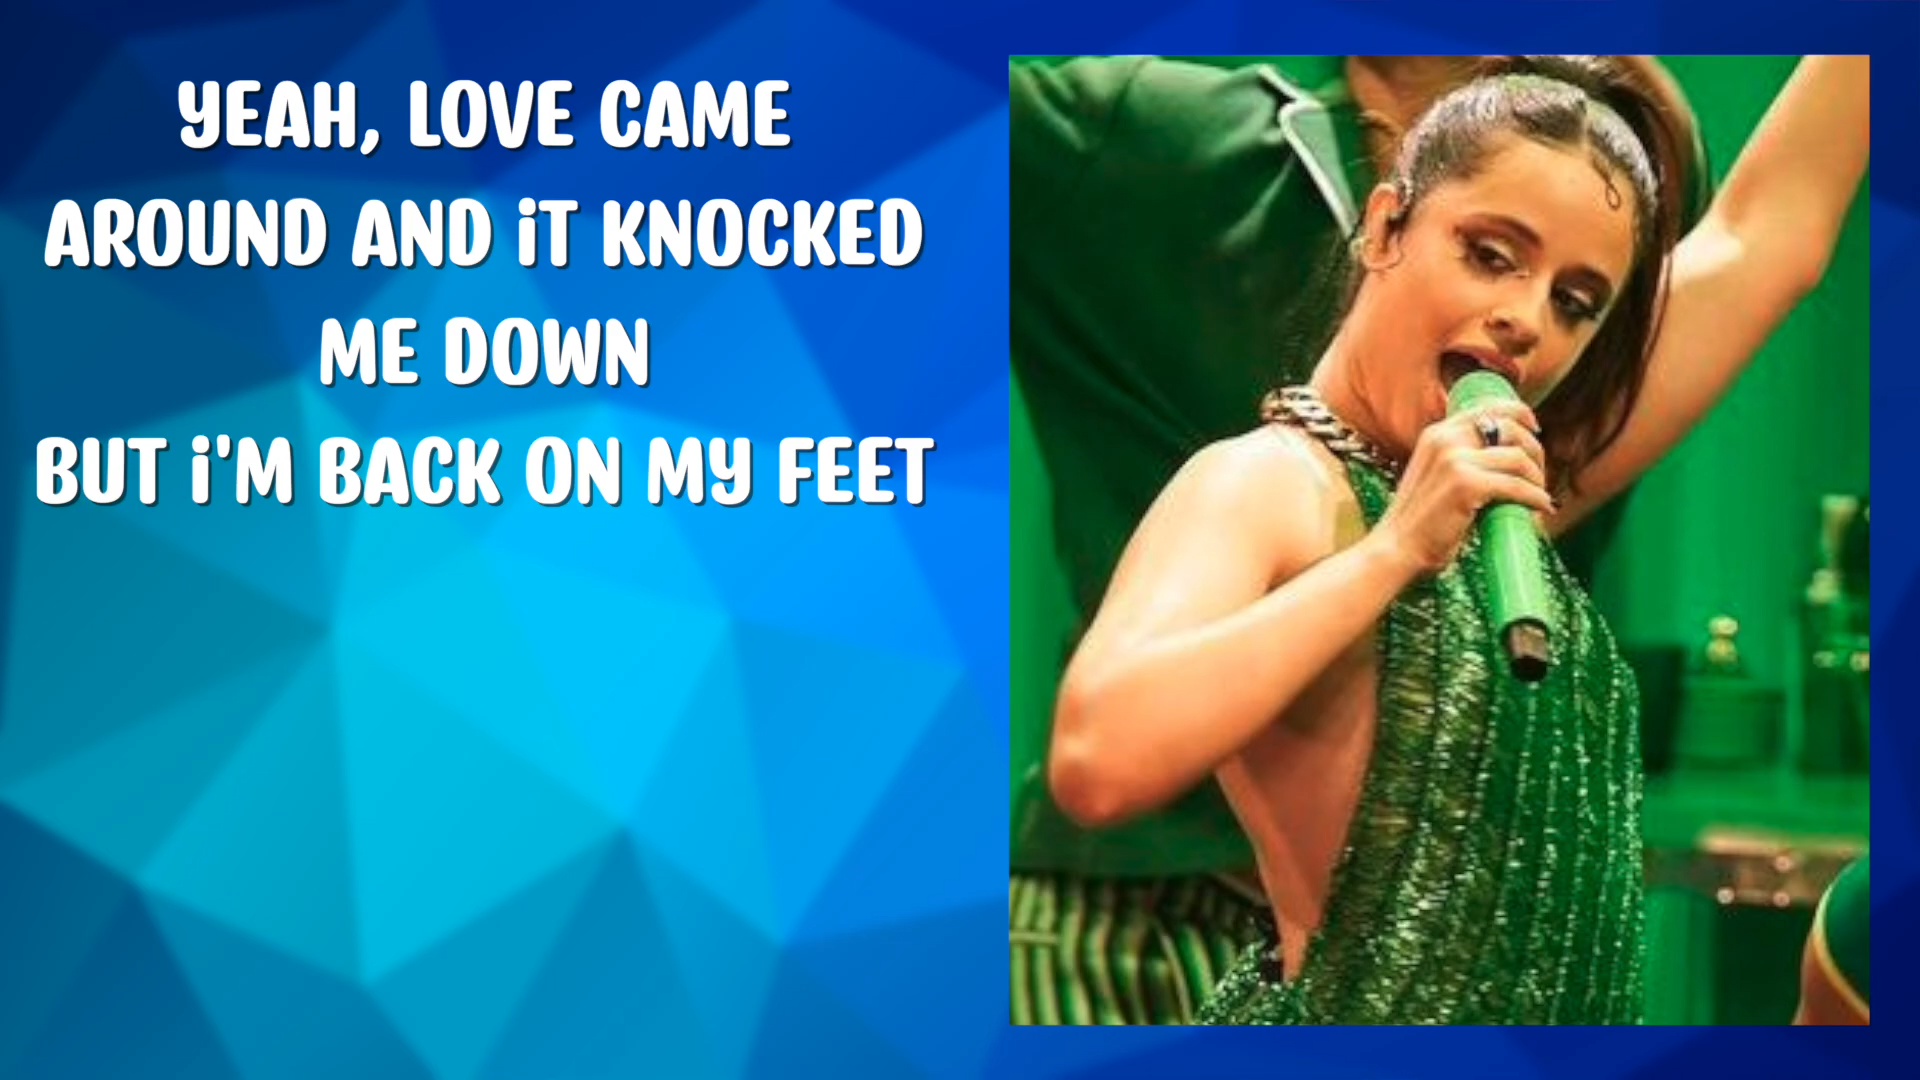 YEAH, LOVE CAME
AROUND AND iT KNOCKED
ME DOWN
BUT i'M BACK ON MY FEET